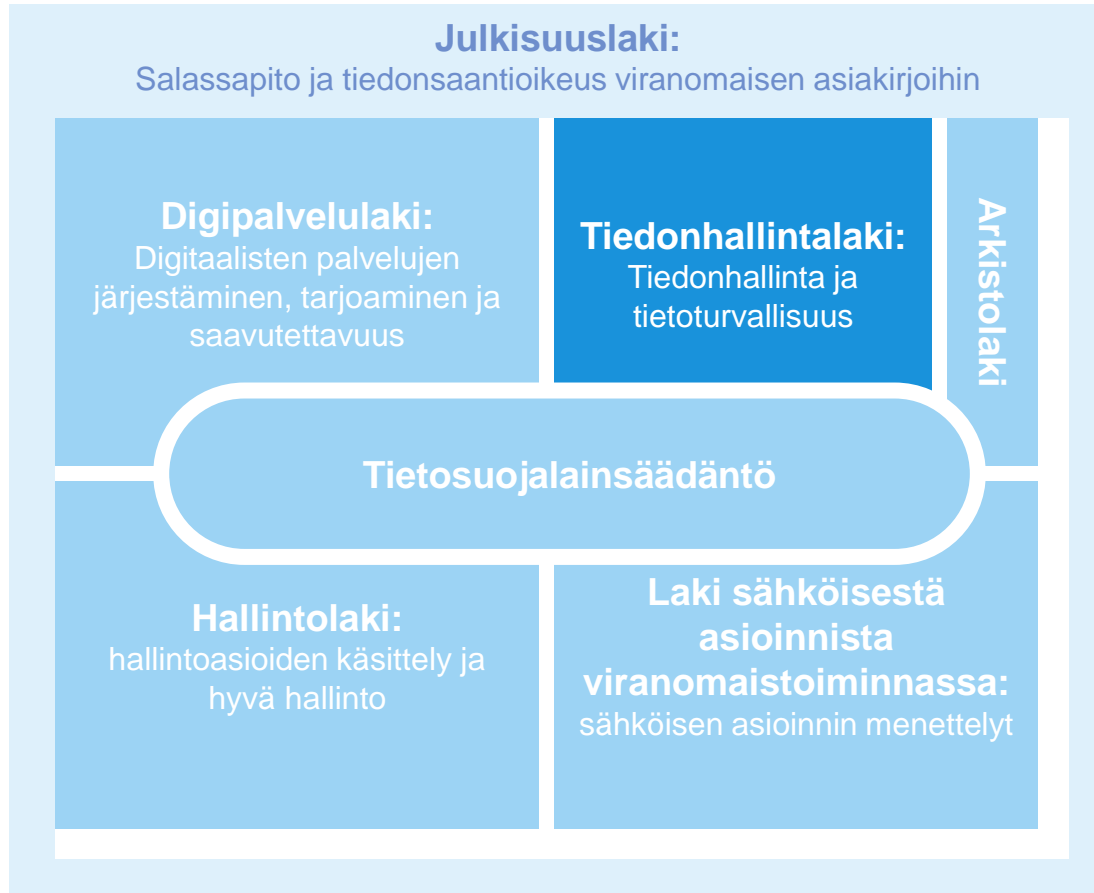 Julkisuuslaki:
Salassapito ja tiedonsaantioikeus viranomaisen asiakirjoihin
Digipalvelulaki:
Digitaalisten palvelujen
järjestäminen, tarjoaminen ja
saavutettavuus
Tiedonhallintalaki:
Tiedonhallinta ja
tietoturvallisuus
Arkistolaki
Tietosuojalainsäädäntö
Hallintolaki:
hallintoasioiden käsittely ja
hyvä hallinto
Laki sähköisestä
asioinnista
viranomaistoiminnassa:
sähköisen asioinnin menettelyt